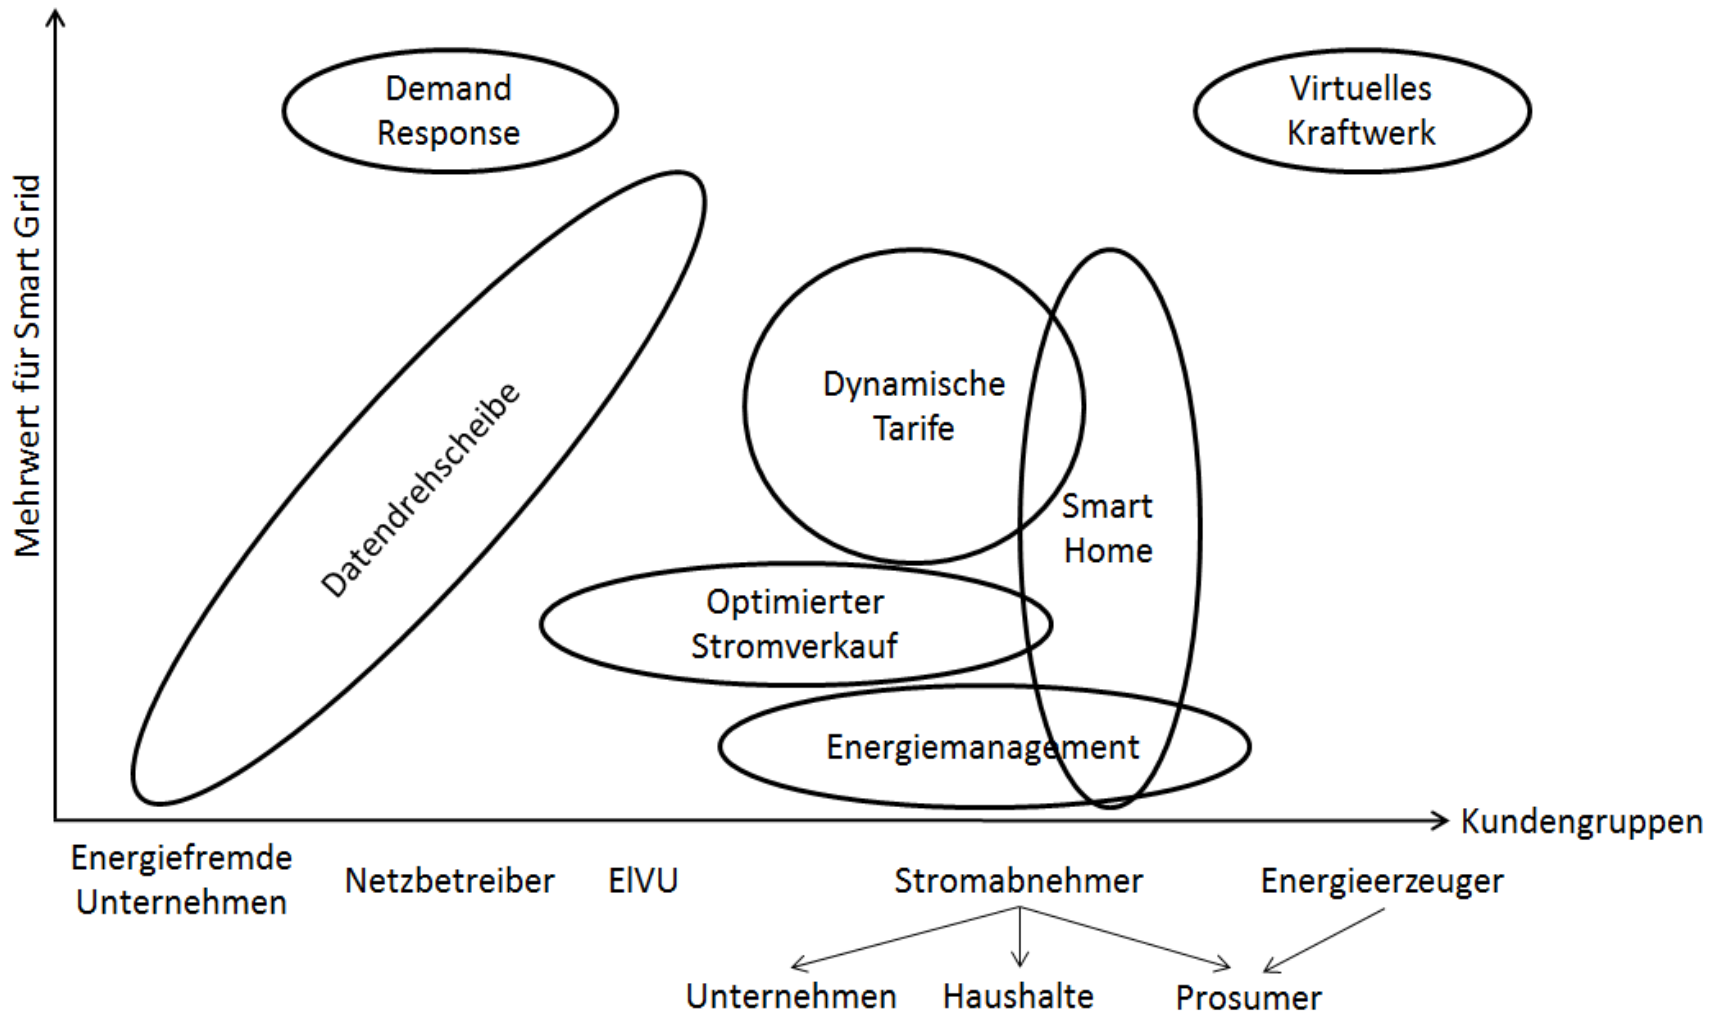 Demand
Response
Virtuelles
Kraftwerk
Mehrwert für Smart Grid
Datendrehscheibe
Dynamische
Tarife
Smart
Home
Optimierter
Stromverkauf
Energiemanagement
Kundengruppen
Energiefremde
Unternehmen
Netzbetreiber
ElVU
Stromabnehmer
Energieerzeuger
Unternehmen
Haushalte
Prosumer